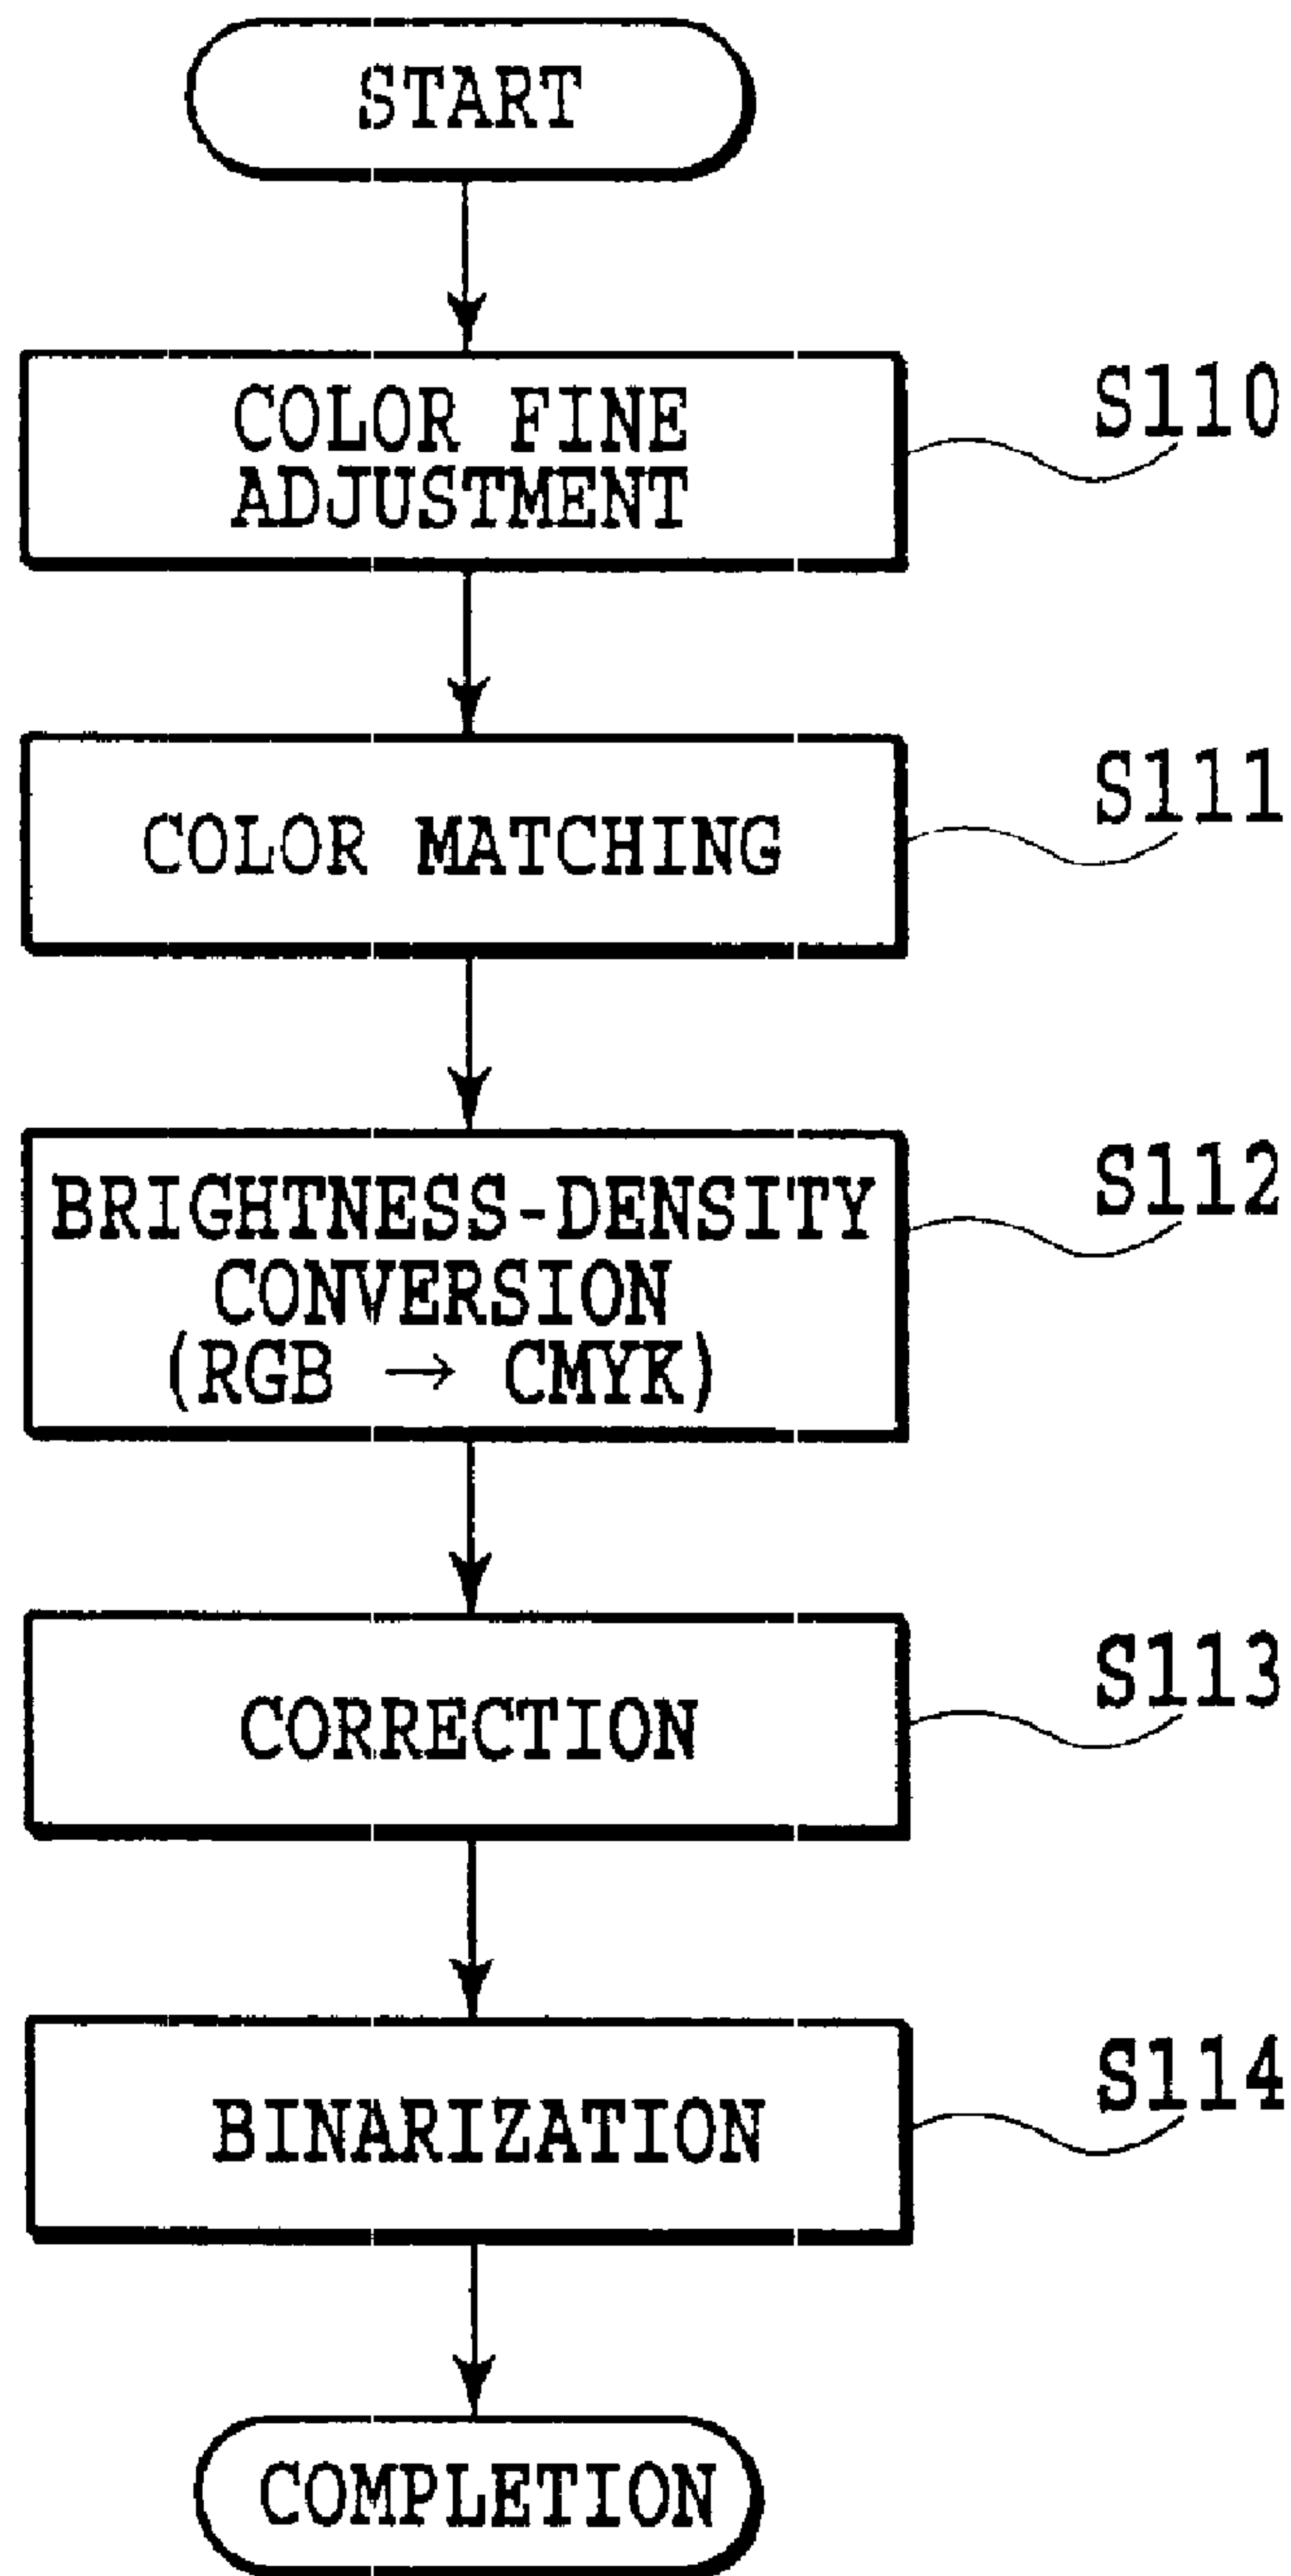 START
COLOR FINE
ADJUSTMENT
S110
COLOR MATCHING
S111
BRIGHTNESS-DENSITY
CONVERSION
(RGB → CMYK)
S112
CORRECTION
S113
BINARIZATION
S114
COMPLETION